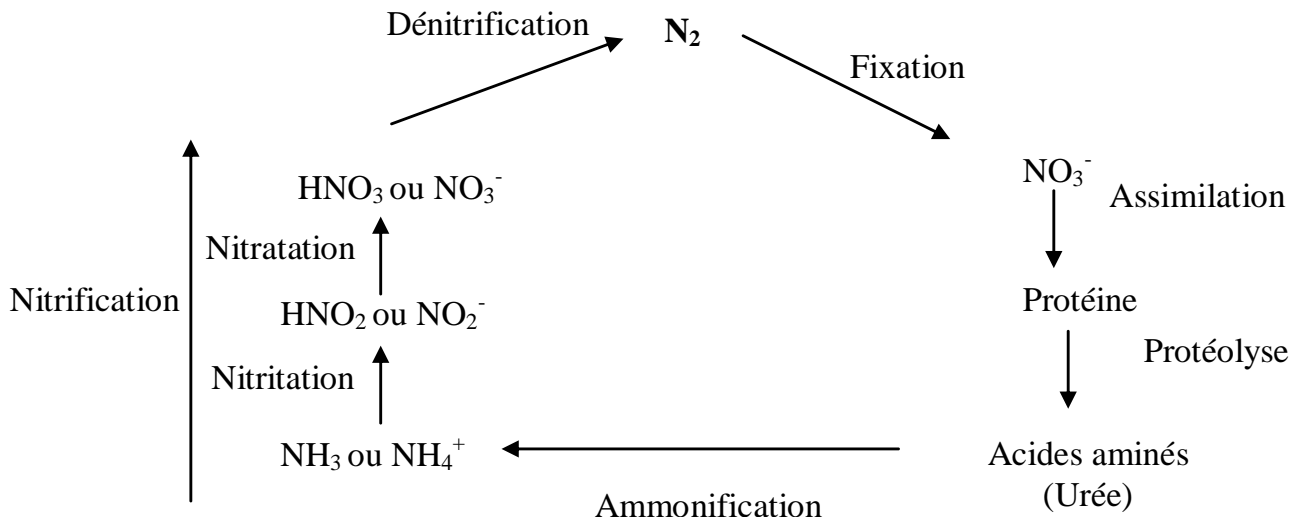 Dénitrification
N₂
Fixation
HNO₃ ou NO₃⁻
NO₃⁻
Assimilation
Nitratation
Nitrification
HNO₂ ou NO₂⁻
Protéine
Protéolyse
Nitritation
NH₃ ou NH₄⁺
Acides aminés
(Urée)
Ammonification